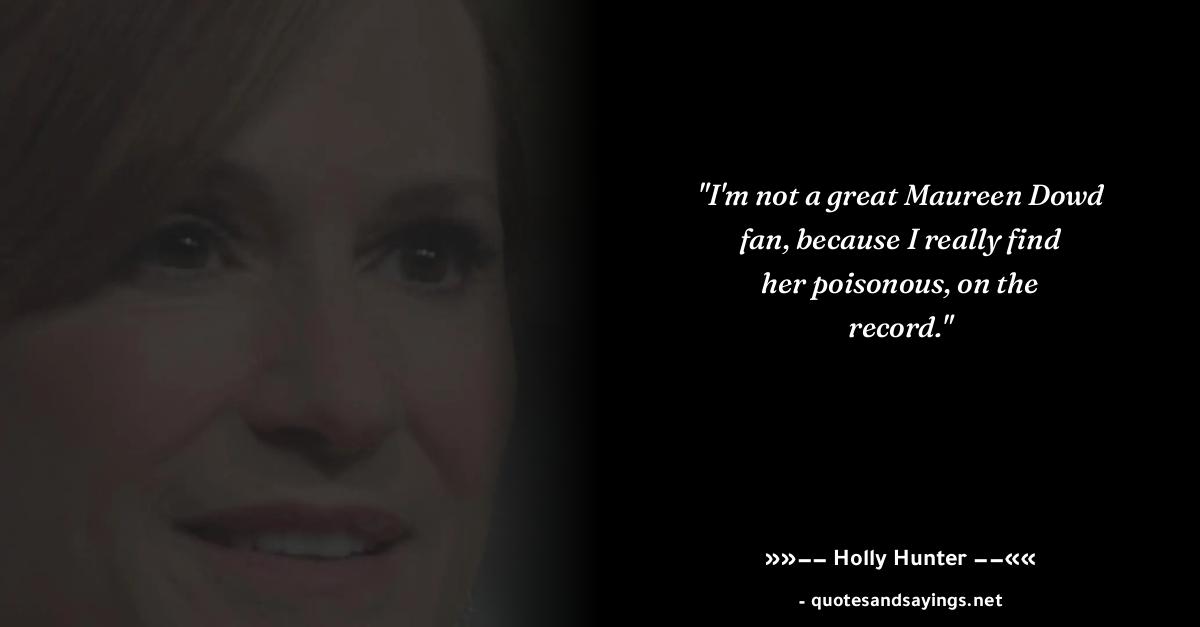 "I'm not a great Maureen Dowd
fan, because I really find
her poisonous, on the
record."
»»−− Holly Hunter −−««
- quotesandsayings.net